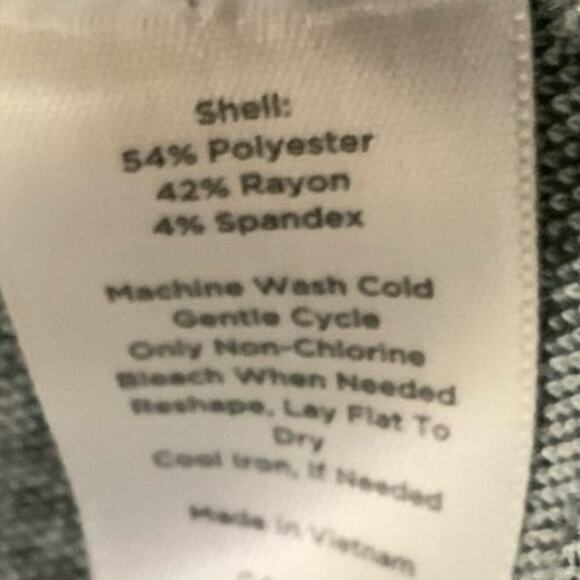 Shell:
54% Polyester
42% Rayon
4% Spandex
Machine Wash Cold
Gentle Cycle
Only Non-Chlorine
Bleach When Needed
Reshape, Lay Flat To
Dry
Cool Iron, If Needed
Made in Vietnam